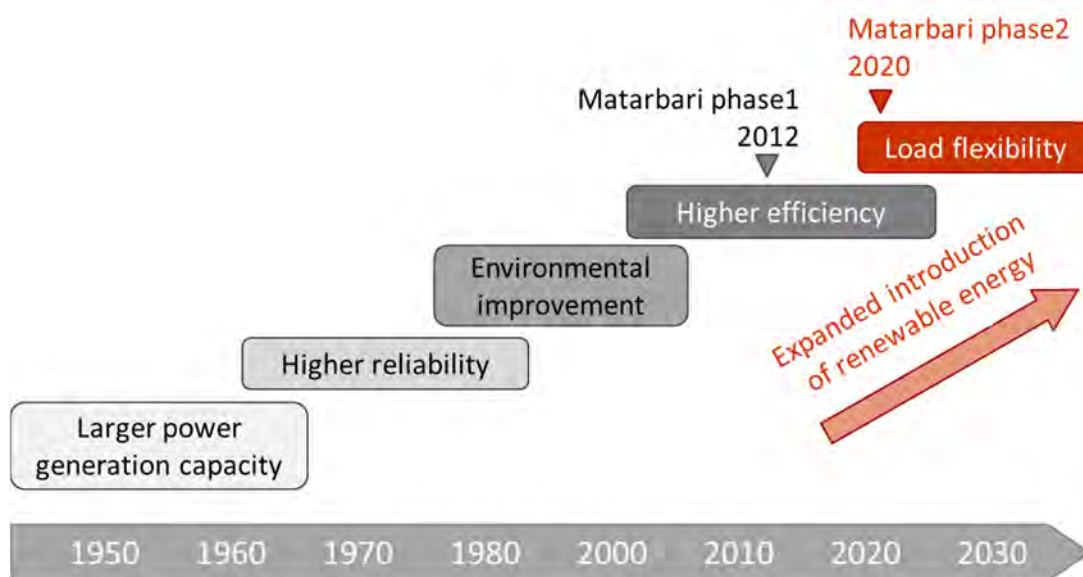 Matarbari phase2
2020
Matarbari phase1
2012
Load flexibility
Higher efficiency
Environmental
improvement
Expanded introduction
of renewable energy
Higher reliability
Larger power
generation capacity
1950 1960 1970 1980 2000 2010 2020 2030